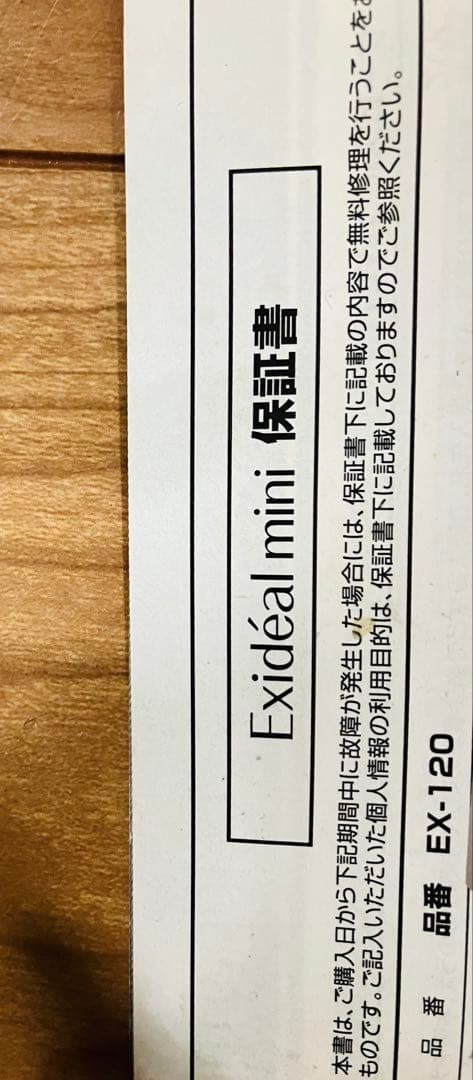 Exidéal mini 保証書
本書は、ご購入日から下記期間中に故障が発生した場合には、保証書下に記載の内容で無料修理を行うことをお
ものです。ご記入いただいた個人情報の利用目的は、保証書下に記載しておりますのでご参照ください。
品番 品番 EX-120